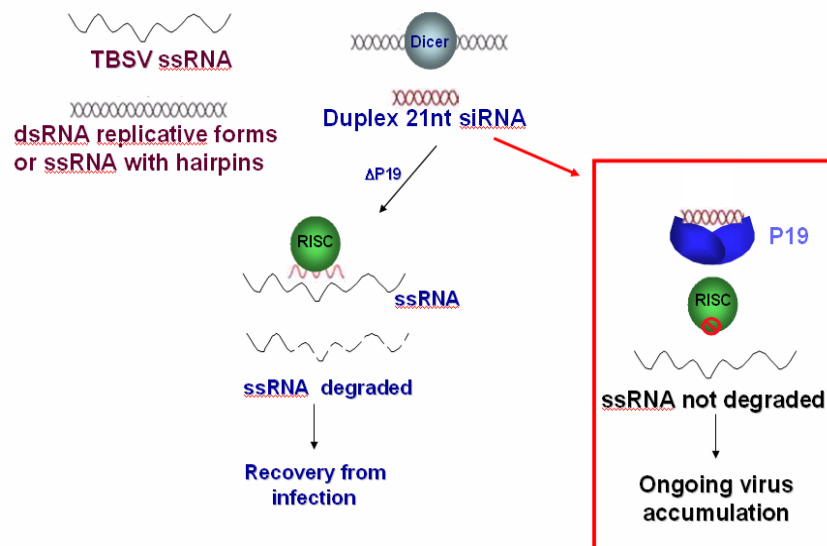 TBSV ssRNA
dsRNA replicative forms
or ssRNA with hairpins
Dicer
Duplex 21nt siRNA
ΔP19
RISC
ssRNA
ssRNA degraded
Recovery from
infection
P19
RISC
ssRNA not degraded
Ongoing virus
accumulation